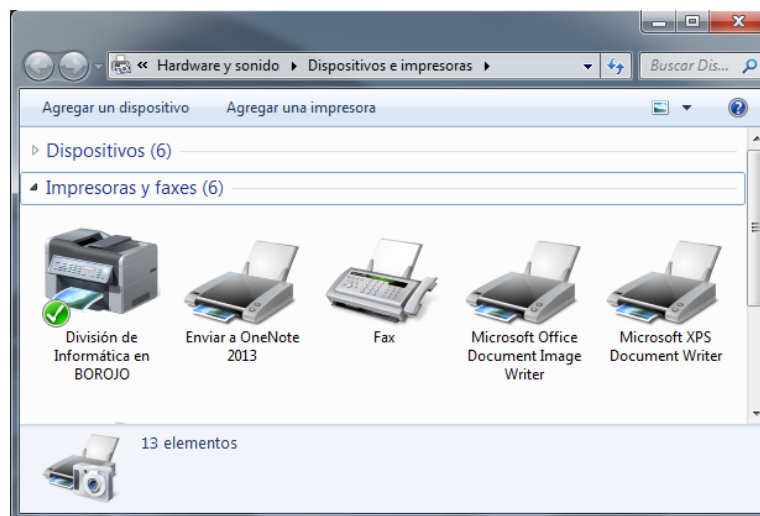 « Hardware y sonido Dispositivos e impresoras Buscar Dis...
Agregar un dispositivo Agregar una impresora
Dispositivos (6)
Impresoras y faxes (6)
División de
Informática en
BOROJO
Enviar a OneNote
2013
Fax
Microsoft Office
Document Image
Writer
Microsoft XPS
Document Writer
13 elementos